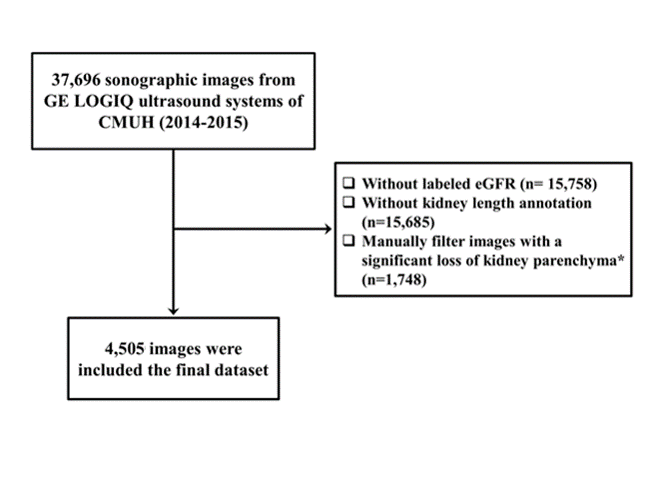 37,696 sonographic images from
GE LOGIQ ultrasound systems of
CMUH (2014-2015)
❑ Without labeled eGFR (n= 15,758)
❑ Without kidney length annotation
(n=15,685)
❑ Manually filter images with a
significant loss of kidney parenchyma*
(n=1,748)
4,505 images were
included the final dataset